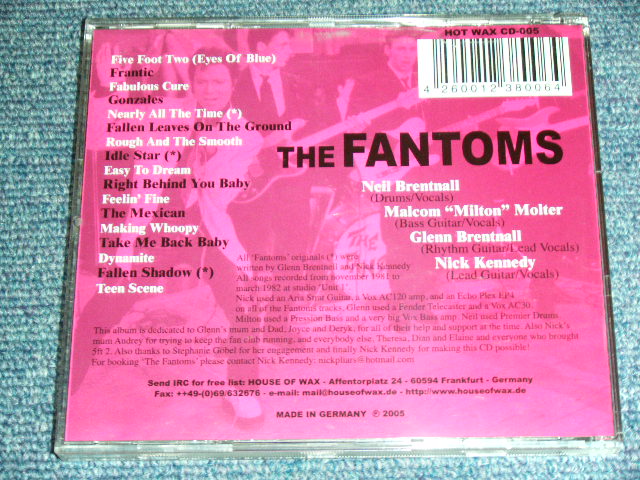 HOT WAX CD-005
4 260012 380064
Five Foot Two (Eyes Of Blue)
Frantic
Fabulous Cure
Gonzales
Nearly All The Time (*)
Fallen Leaves On The Ground
Rough And The Smooth
Idle Star (*)
Easy To Dream
Right Behind You Baby
Feelin' Fine
The Mexican
Making Whoopy
Take Me Back Baby
Dynamite
Fallen Shadow (*)
Teen Scene
THE FANTOMS
Neil Brentnall
(Drums/Vocals)
Malcom "Milton" Molter
(Bass Guitar/Vocals)
Glenn Brentnall
(Rhythm Guitar/Lead Vocals)
Nick Kennedy
(Lead Guitar/Vocals)
THE
All 'Fantoms' originals (*) were
written by Glenn Brentnell and Nick Kennedy
All songs recorded from november 1981 to
march 1982 at studio "Unit 1"
Nick used an Aria Strat Guitar, a Vox AC120 amp, and an Echo Plex EP4
on all of the Fantoms tracks, Glenn used a Fender Telecaster and a Vox AC30.
Milton used a Pression Bass and a very big Vox Bass amp. Neil used Premier Drums
This album is dedicated to Glenn's mum and Dad, Joyce and Deryk, for all of their help and support at the time. Also Nick's
mum Audrey for trying to keep the fan club running, and everybody else, Theresa, Dian and Elaine and everyone who brought
5ft 2. Also thanks to Stephanie Gobel for her engagement and finally Nick Kennedy for making this CD possible!
For booking 'The Fantoms' please contact Nick Kennedy: nickpliars@hotmail.com
Send IRC for free list: HOUSE OF WAX - Affentorplatz 24 - 60594 Frankfurt - Germany
Fax: ++49-(0)69/632676 - e-mail: mail@houseofwax.de - http://www.houseofwax.de
MADE IN GERMANY ℗ 2005